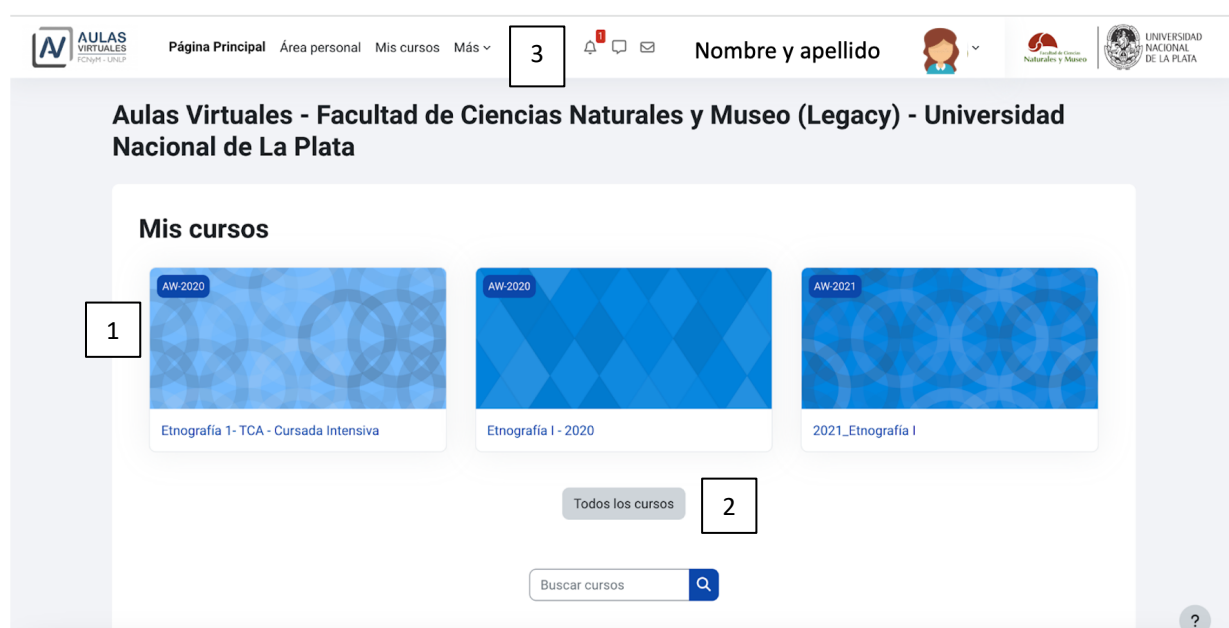 AULAS
VIRTUALES
FCNyM - UNLP
Página Principal Área personal Mis cursos Más 3 1 Nombre y apellido
Facultad de Ciencias
Naturales y Museo
UNIVERSIDAD
NACIONAL
DE LA PLATA
Aulas Virtuales - Facultad de Ciencias Naturales y Museo (Legacy) - Universidad
Nacional de La Plata
Mis cursos
AW-2020 AW-2020 AW-2021
1
Etnografía 1- TCA - Cursada Intensiva Etnografía I - 2020 2021_Etnografía I
Todos los cursos 2
Buscar cursos
?